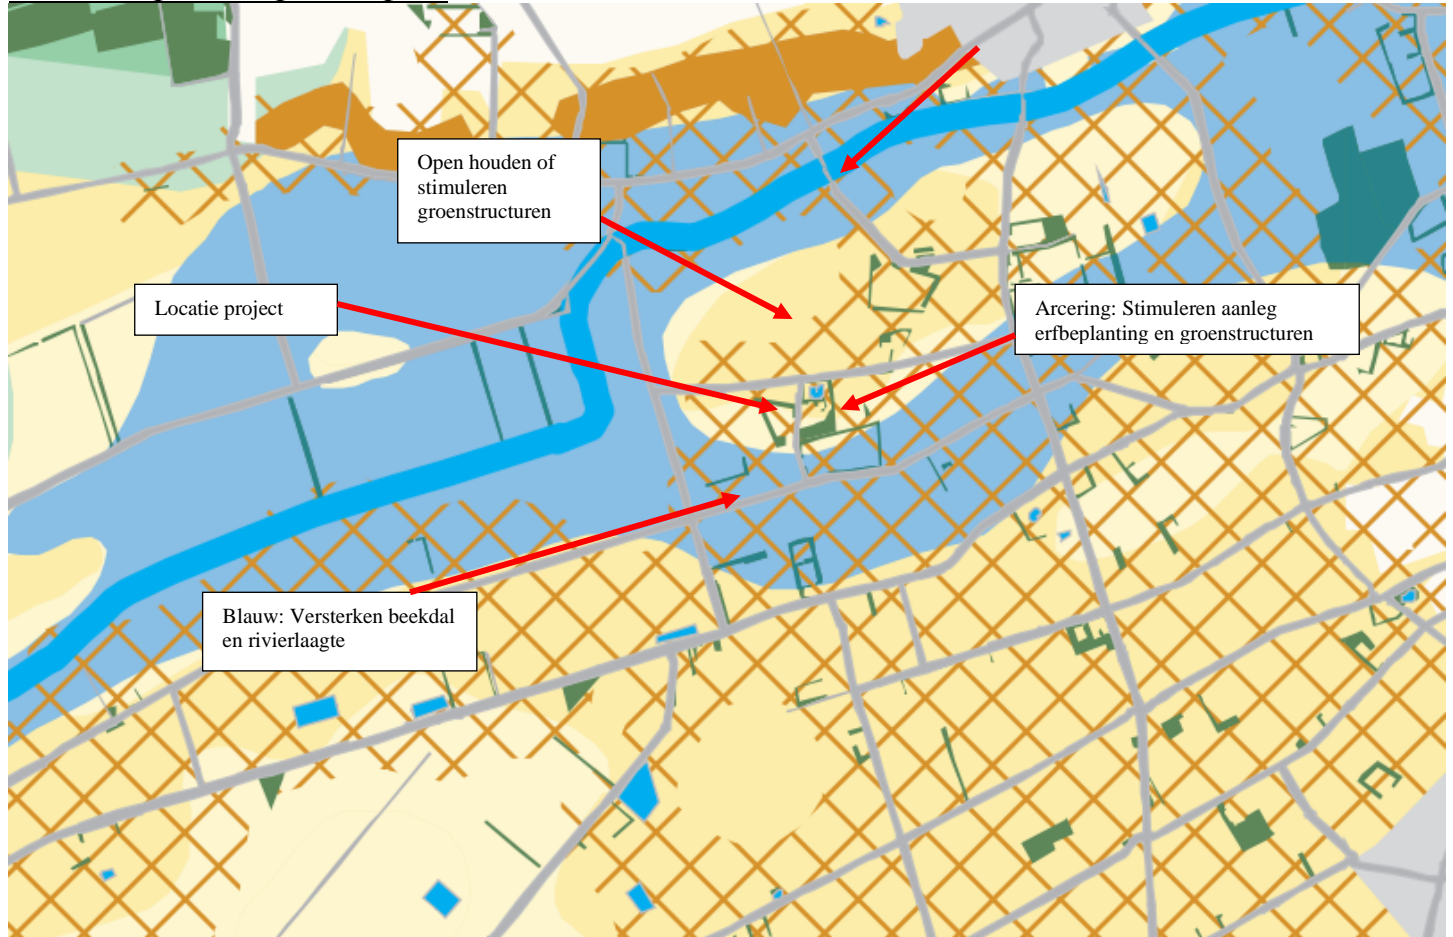 Open houden of
stimuleren
groenstructuren
Locatie project
Arcering: Stimuleren aanleg
erfbeplanting en groenstructuren
Blauw: Versterken beekdal
en rivierlaagte